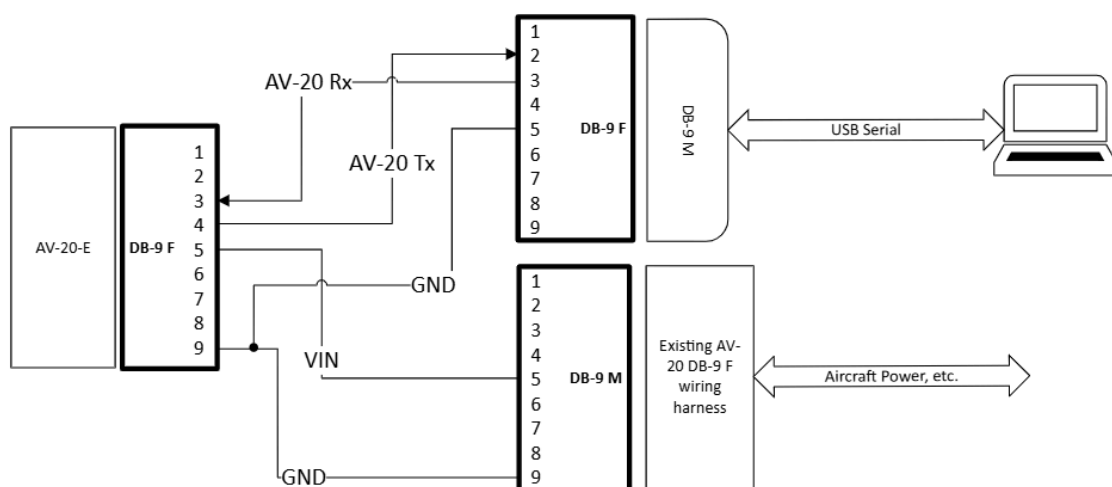 AV-20-E
DB-9 F
1
2
3
4
5
6
7
8
9
AV-20 Rx
AV-20 Tx
GND
VIN
GND
1
2
3
4
5
6
7
8
9
DB-9 F
DB-9 M
USB Serial
1
2
3
4
5
6
7
8
9
DB-9 M
Existing AV-
20 DB-9 F
wiring
harness
Aircraft Power, etc.